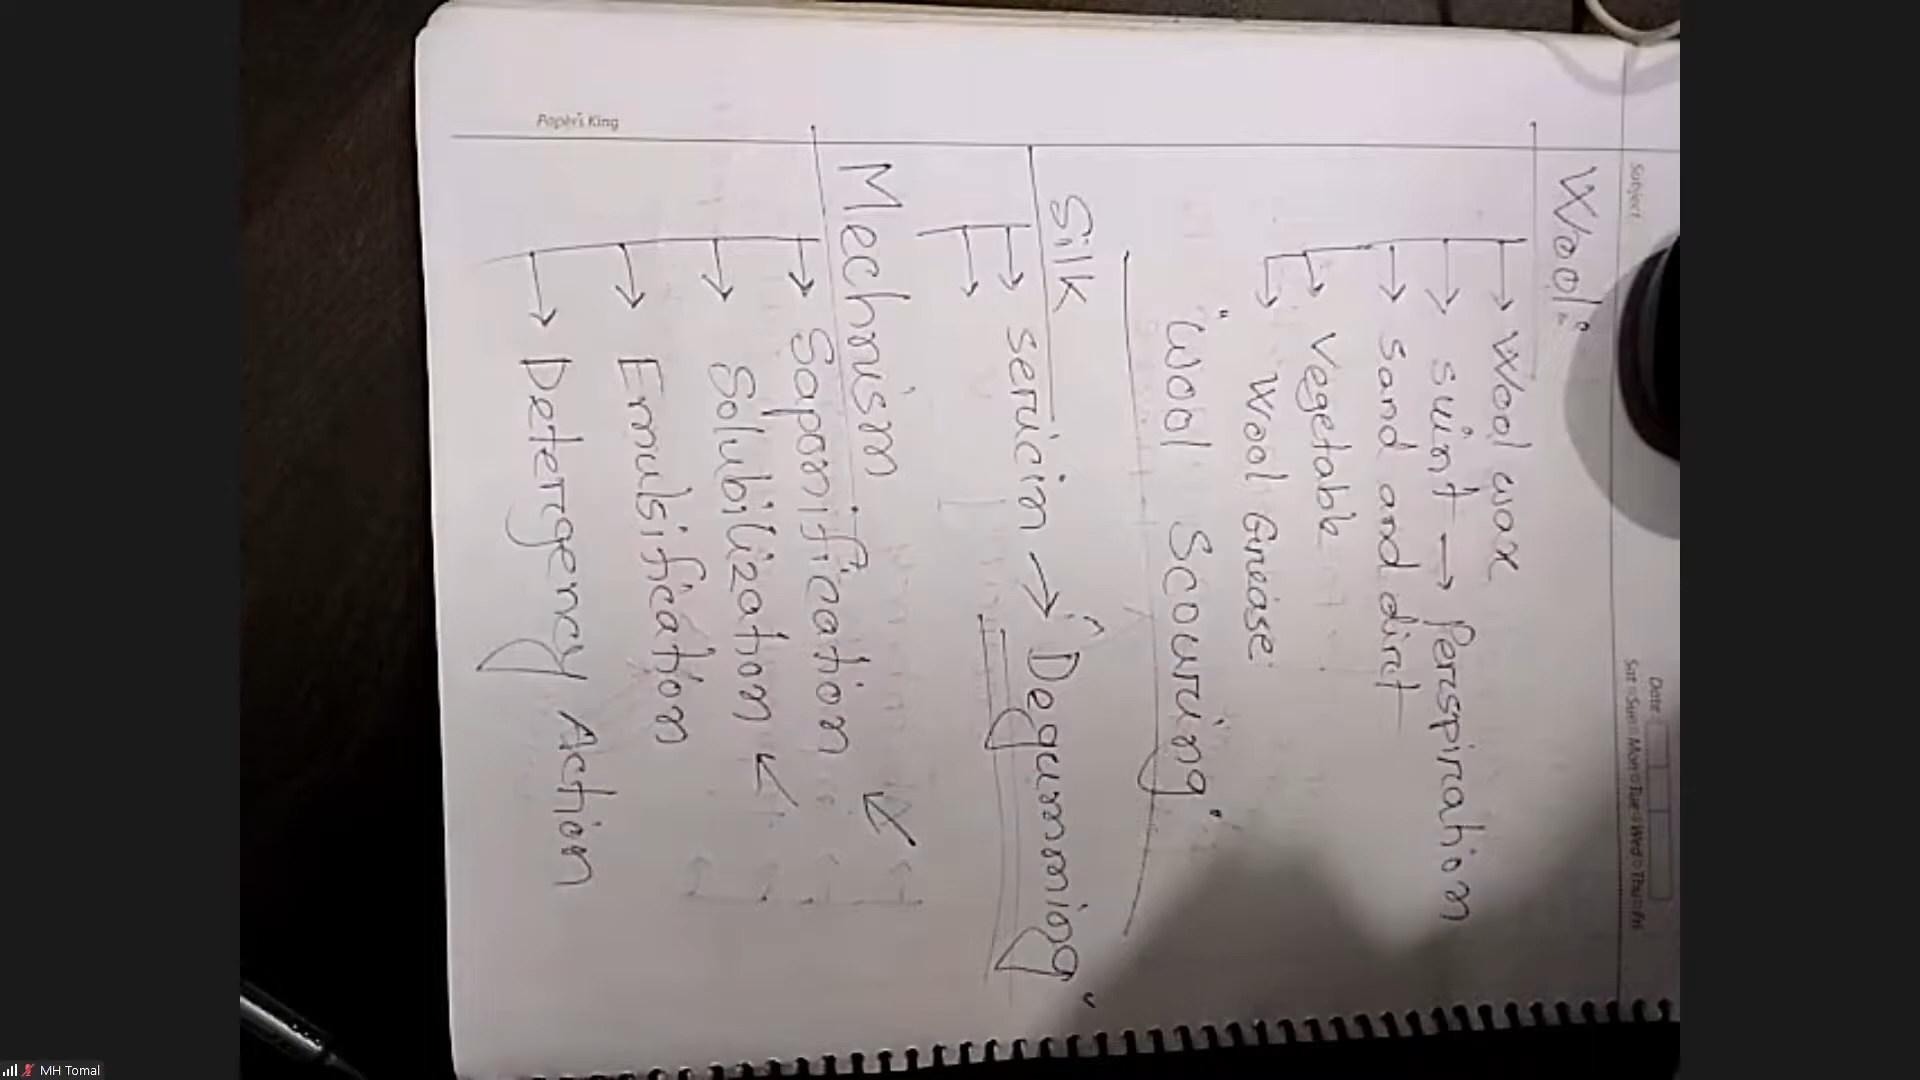 Subject
Date
Sat Sun Mon Tue Wed Thu Fri
Wool:
→ Wool wax
→ suint → Perspiration
→ sand and dirt
→ Vegetable
→ Wool Grease
"Wool Scouring"
Silk
→ sericin → "Degumming"
→
Mechanism
→ Saponification ↙
→ Solubilization ↙
→ Emulsification
→ Detergency Action
Paper's King
MH Tomal